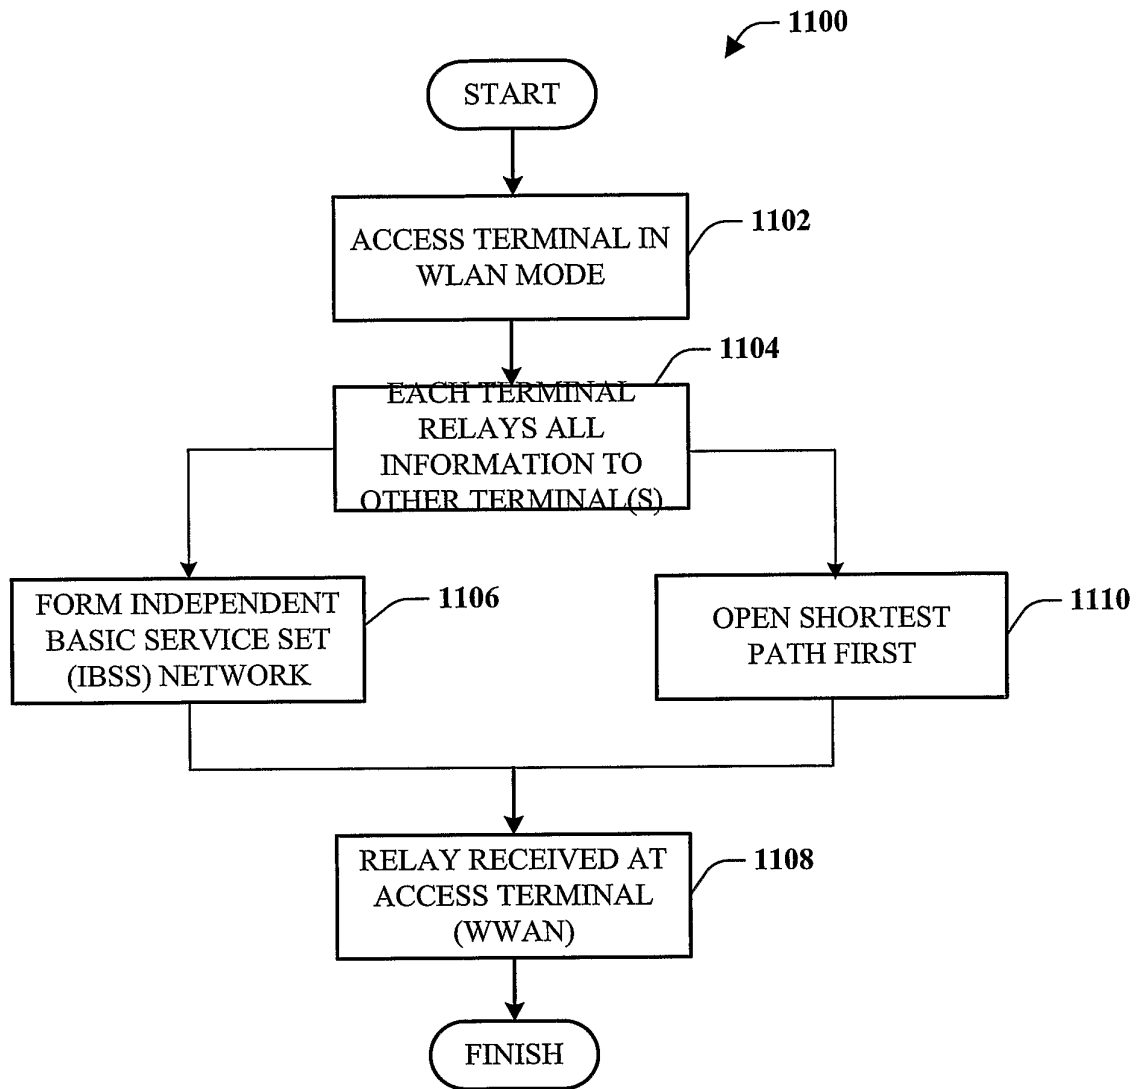 1100
START
ACCESS TERMINAL IN
WLAN MODE
1102
1104
EACH TERMINAL
RELAYS ALL
INFORMATION TO
OTHER TERMINAL(S)
FORM INDEPENDENT
BASIC SERVICE SET
(IBSS) NETWORK
1106
OPEN SHORTEST
PATH FIRST
1110
RELAY RECEIVED AT
ACCESS TERMINAL
(WWAN)
1108
FINISH